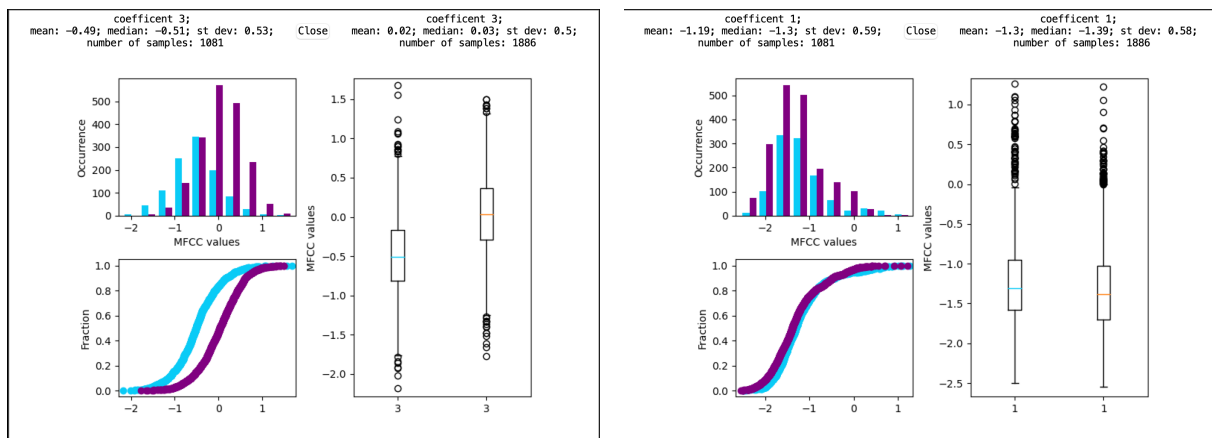 coefficent 3;
mean: −0.49; median: −0.51; st dev: 0.53;
number of samples: 1081
Close
coefficent 3;
mean: 0.02; median: 0.03; st dev: 0.5;
number of samples: 1886
500
400
300
200
100
0
Occurrence
−2 −1 0 1
MFCC values
1.0
0.8
0.6
0.4
0.2
0.0
Fraction
−2 −1 0 1
1.5
1.0
0.5
0.0
−0.5
−1.0
−1.5
−2.0
MFCC values
3 3
coefficent 1;
mean: −1.19; median: −1.3; st dev: 0.59;
number of samples: 1081
Close
coefficent 1;
mean: −1.3; median: −1.39; st dev: 0.58;
number of samples: 1886
500
400
300
200
100
0
Occurrence
−2 −1 0 1
MFCC values
1.0
0.8
0.6
0.4
0.2
0.0
Fraction
−2 −1 0 1
1.0
0.5
0.0
−0.5
−1.0
−1.5
−2.0
−2.5
MFCC values
1 1